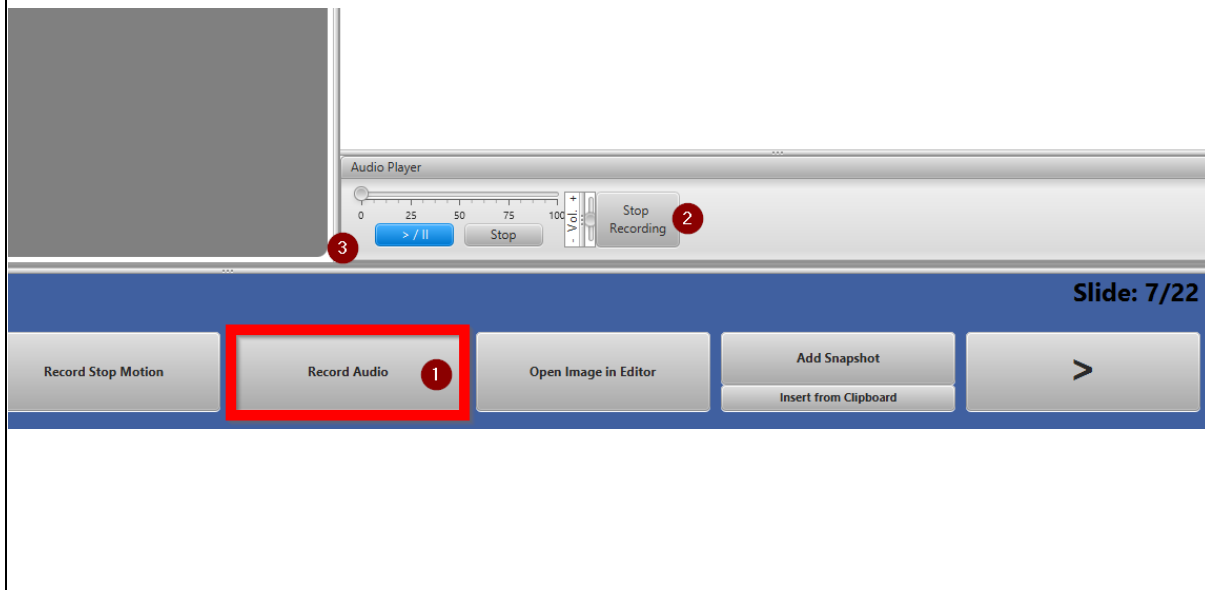 Audio Player
0 25 50 75 100
- Vol. +
Stop
Recording
2
> / II
Stop
3
Slide: 7/22
Record Stop Motion
Record Audio
1
Open Image in Editor
Add Snapshot
Insert from Clipboard
>